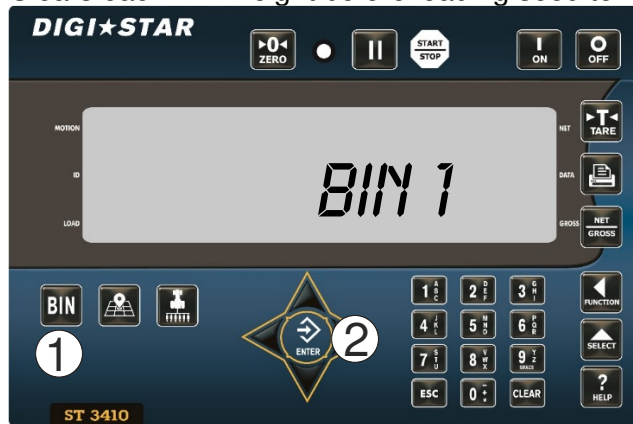 DIGI★STAR
▶0◀
ZERO
START
STOP
I
ON
O
OFF
MOTION
ID
LOAD
BIN 1
NET
DATA
GROSS
▶T◀
TARE
NET
GROSS
BIN
1
ENTER
2
1 A B C
2 D E F
3 G H I
4 J K L
5 M N O
6 P Q R
7 S T U
8 V W X
9 Y Z SPACE
ESC
0 - + .
CLEAR
FUNCTION
SELECT
?
HELP
ST 3410